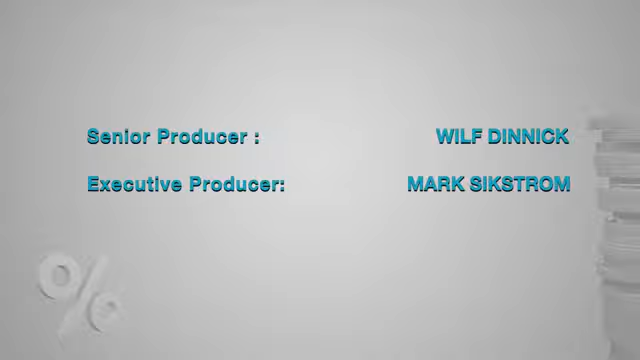 Senior Producer : WILF DINNICK
Executive Producer: MARK SIKSTROM
%